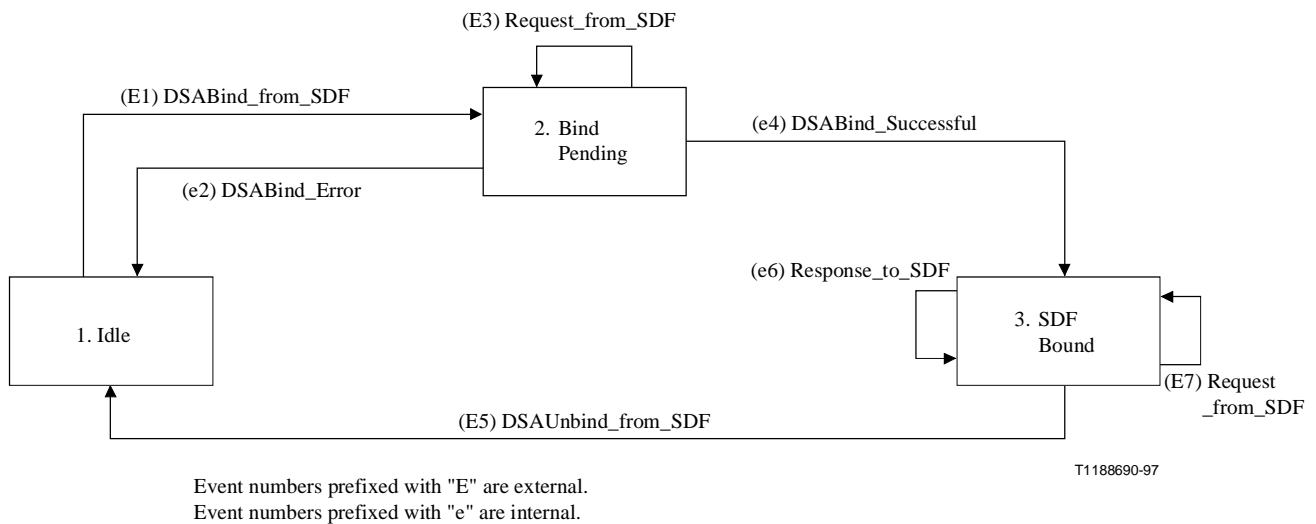 (E3) Request_from_SDF
(E1) DSABind_from_SDF
2. Bind
Pending
(e4) DSABind_Successful
(e2) DSABind_Error
(e6) Response_to_SDF
1. Idle
3. SDF
Bound
(E7) Request
_from_SDF
(E5) DSAUnbind_from_SDF
T1188690-97
Event numbers prefixed with "E" are external.
Event numbers prefixed with "e" are internal.